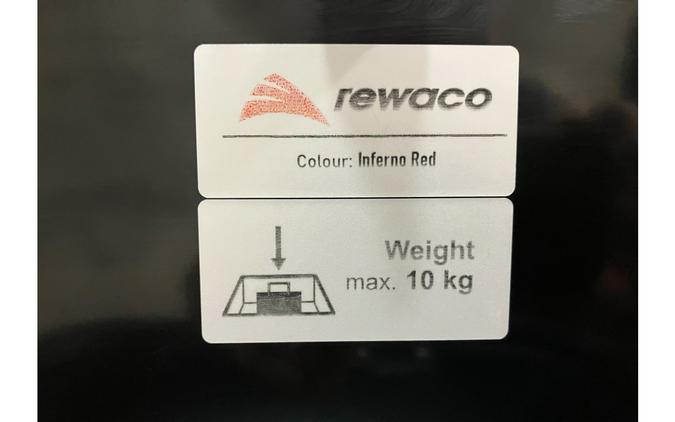 rewaco
Colour: Inferno Red
Weight
max. 10 kg